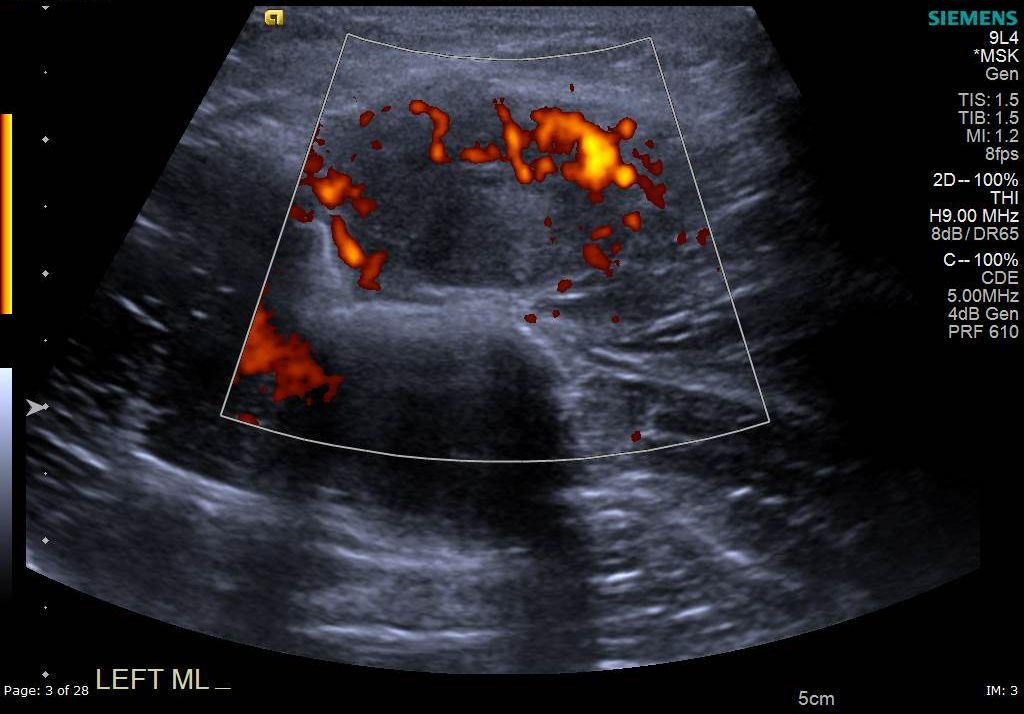 SIEMENS
9L4
*MSK
Gen
TIS: 1.5
TIB: 1.5
MI: 1.2
8fps
2D--100%
THI
H9.00 MHz
8dB/DR65
C--100%
CDE
5.00MHz
4dB Gen
PRF 610
LEFT ML_
Page: 3 of 28
5cm
IM: 3